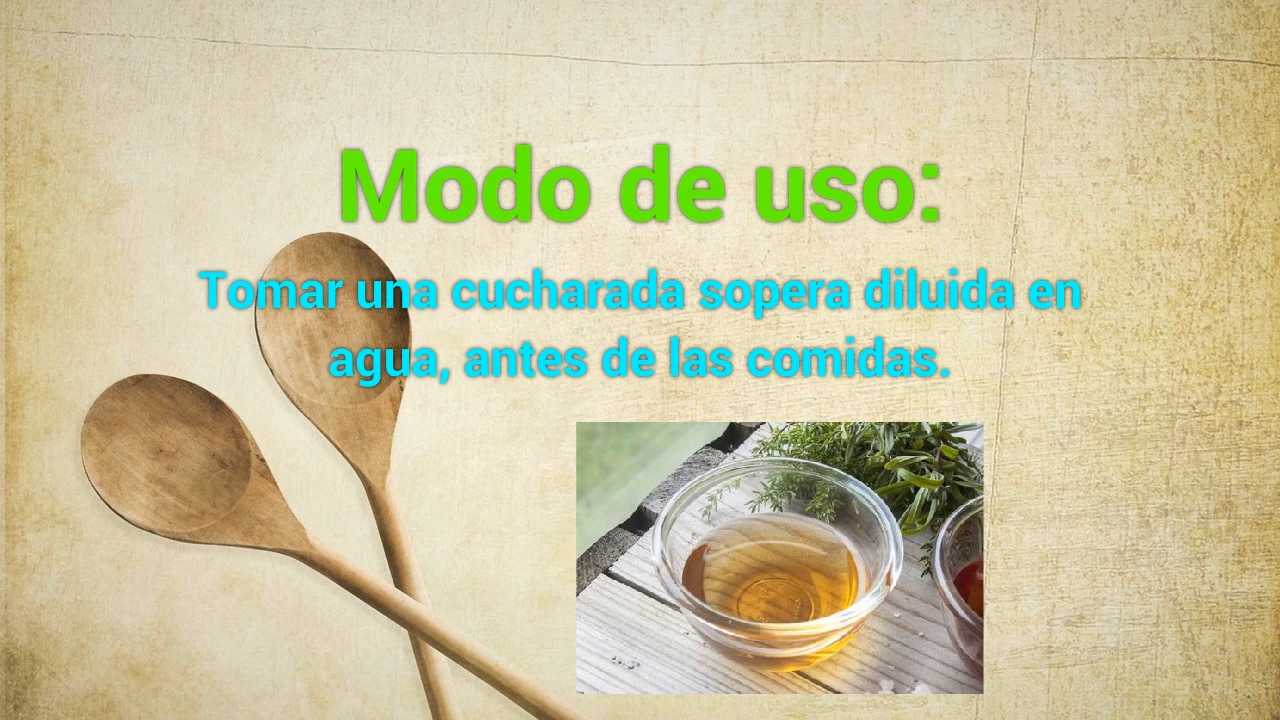 Modo de uso:
Tomar una cucharada sopera diluida en
agua, antes de las comidas.